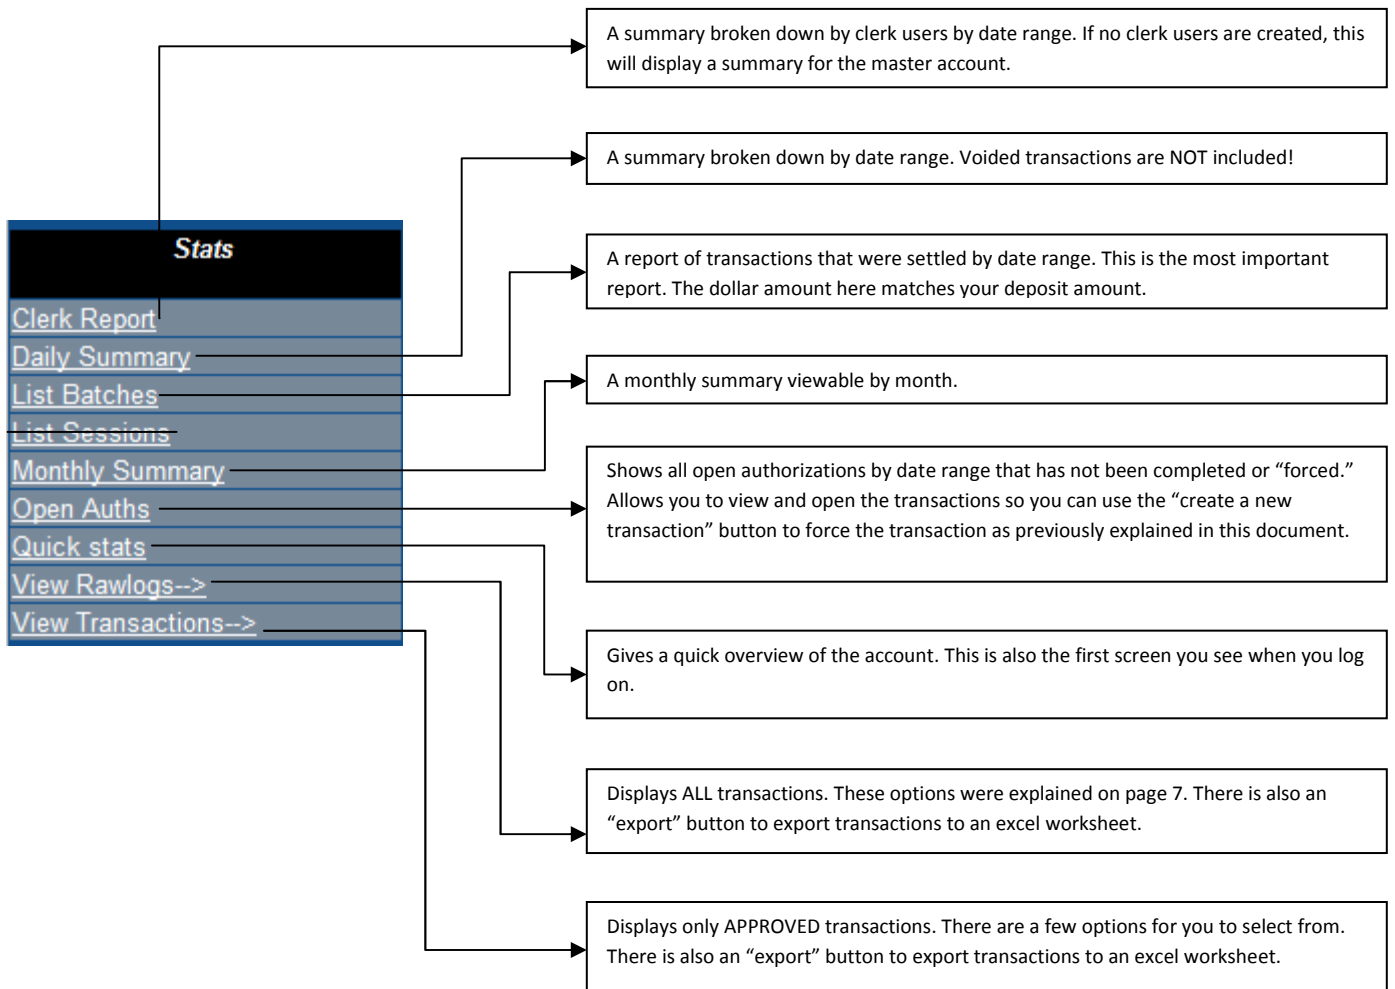 A summary broken down by clerk users by date range. If no clerk users are created, this
will display a summary for the master account.
A summary broken down by date range. Voided transactions are NOT included!
Stats
A report of transactions that were settled by date range. This is the most important
report. The dollar amount here matches your deposit amount.
Clerk Report
Daily Summary
List Batches
List Sessions
Monthly Summary
Open Auths
Quick stats
View Rawlogs-->
View Transactions-->
A monthly summary viewable by month.
Shows all open authorizations by date range that has not been completed or “forced.”
Allows you to view and open the transactions so you can use the “create a new
transaction” button to force the transaction as previously explained in this document.
Gives a quick overview of the account. This is also the first screen you see when you log
on.
Displays ALL transactions. These options were explained on page 7. There is also an
“export” button to export transactions to an excel worksheet.
Displays only APPROVED transactions. There are a few options for you to select from.
There is also an “export” button to export transactions to an excel worksheet.